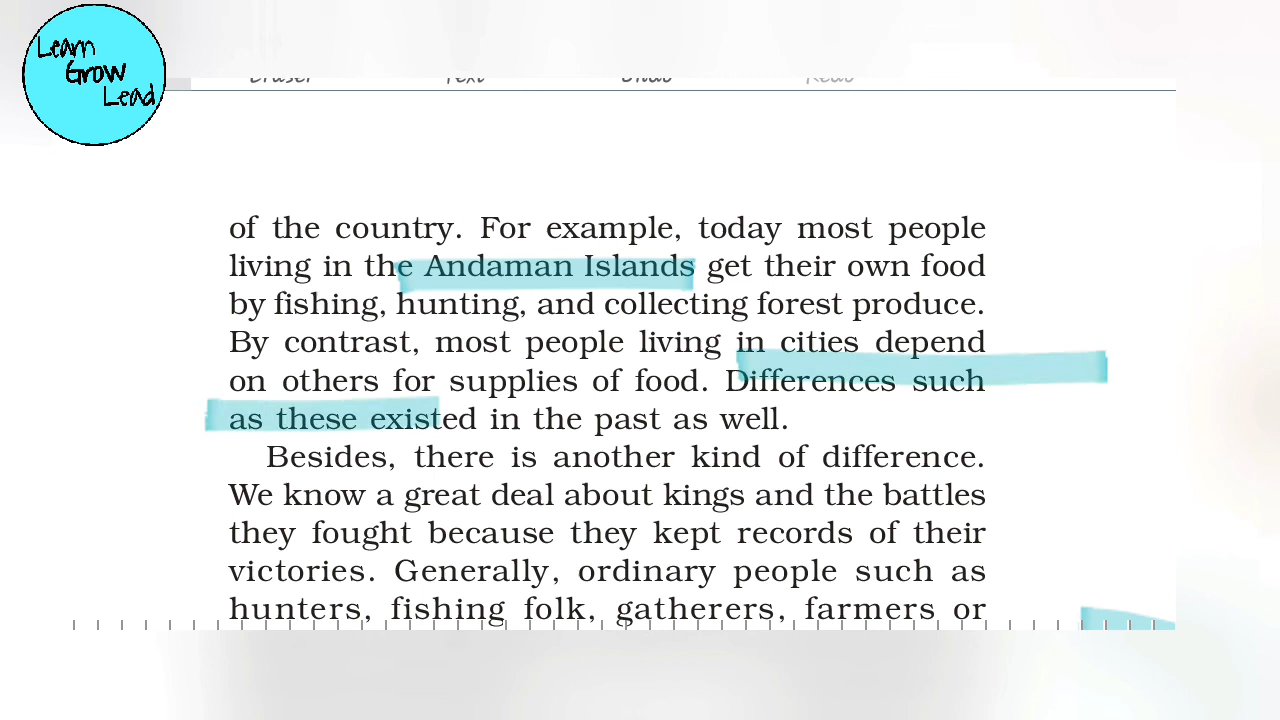 Learn
Grow
Lead
Eraser Text Undo Redo
of the country. For example, today most people
living in the Andaman Islands get their own food
by fishing, hunting, and collecting forest produce.
By contrast, most people living in cities depend
on others for supplies of food. Differences such
as these existed in the past as well.
Besides, there is another kind of difference.
We know a great deal about kings and the battles
they fought because they kept records of their
victories. Generally, ordinary people such as
hunters, fishing folk, gatherers, farmers or